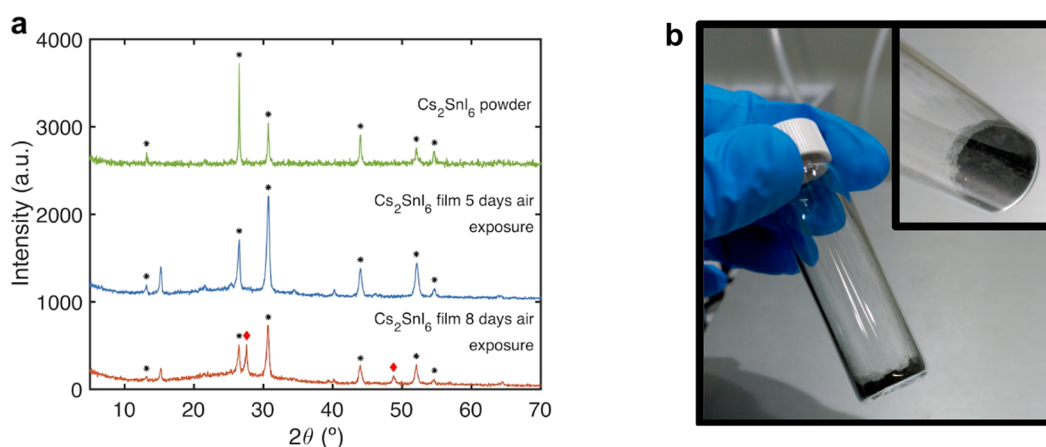 a
4000
3000
2000
1000
0
Intensity (a.u.)
Cs₂SnI₆ powder
Cs₂SnI₆ film 5 days air
exposure
Cs₂SnI₆ film 8 days air
exposure
10 20 30 40 50 60 70
2θ (º)
b